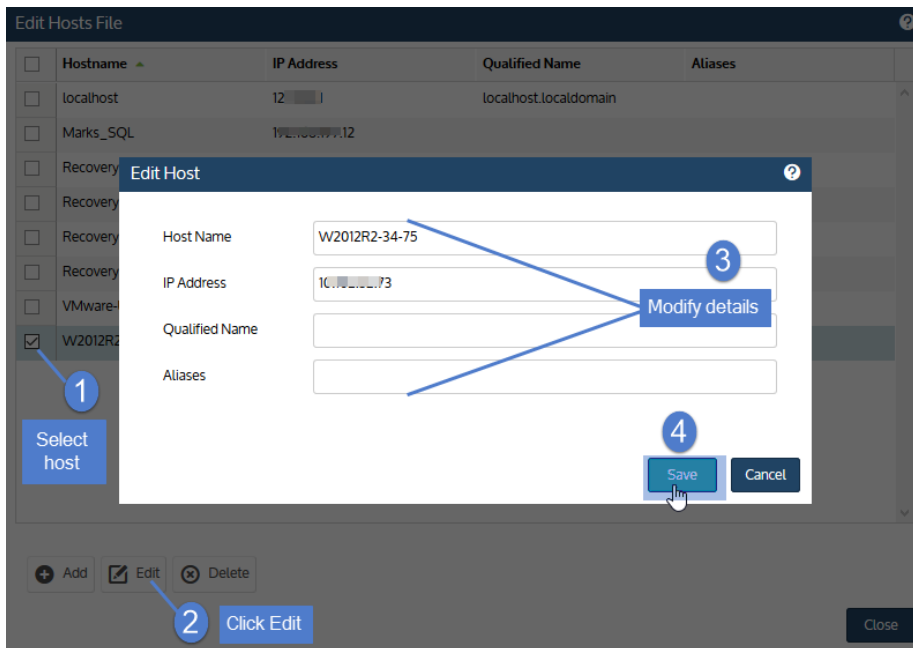 Edit Hosts File
Hostname IP Address Qualified Name Aliases
localhost localhost.localdomain
Marks_SQL
Recovery
Recovery
Recovery
Recovery
VMware-
W2012R2
Edit Host
Host Name W2012R2-34-75
IP Address
Qualified Name
Aliases
3
Modify details
1
Select
host
4
Save Cancel
Add Edit Delete
2 Click Edit
Close